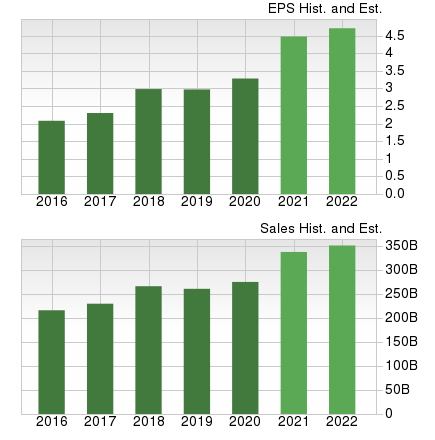 EPS Hist. and Est.
4.5
4
3.5
3
2.5
2
1.5
1
0.5
0.0
2016 2017 2018 2019 2020 2021 2022
Sales Hist. and Est.
350B
300B
250B
200B
150B
100B
50B
0
2016 2017 2018 2019 2020 2021 2022